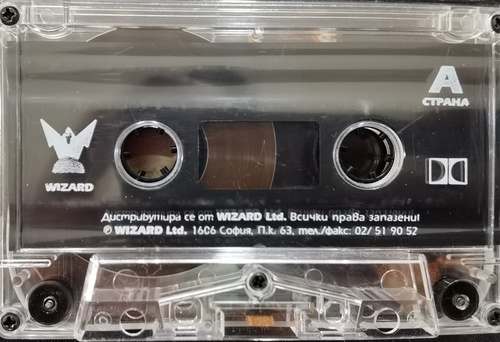 A
СТРАНА
WIZARD
Дистрибутира се от WIZARD Ltd. Всички права запазени!
℗ WIZARD Ltd. 1606 София, П.к. 63, тел./факс: 02/ 51 90 52